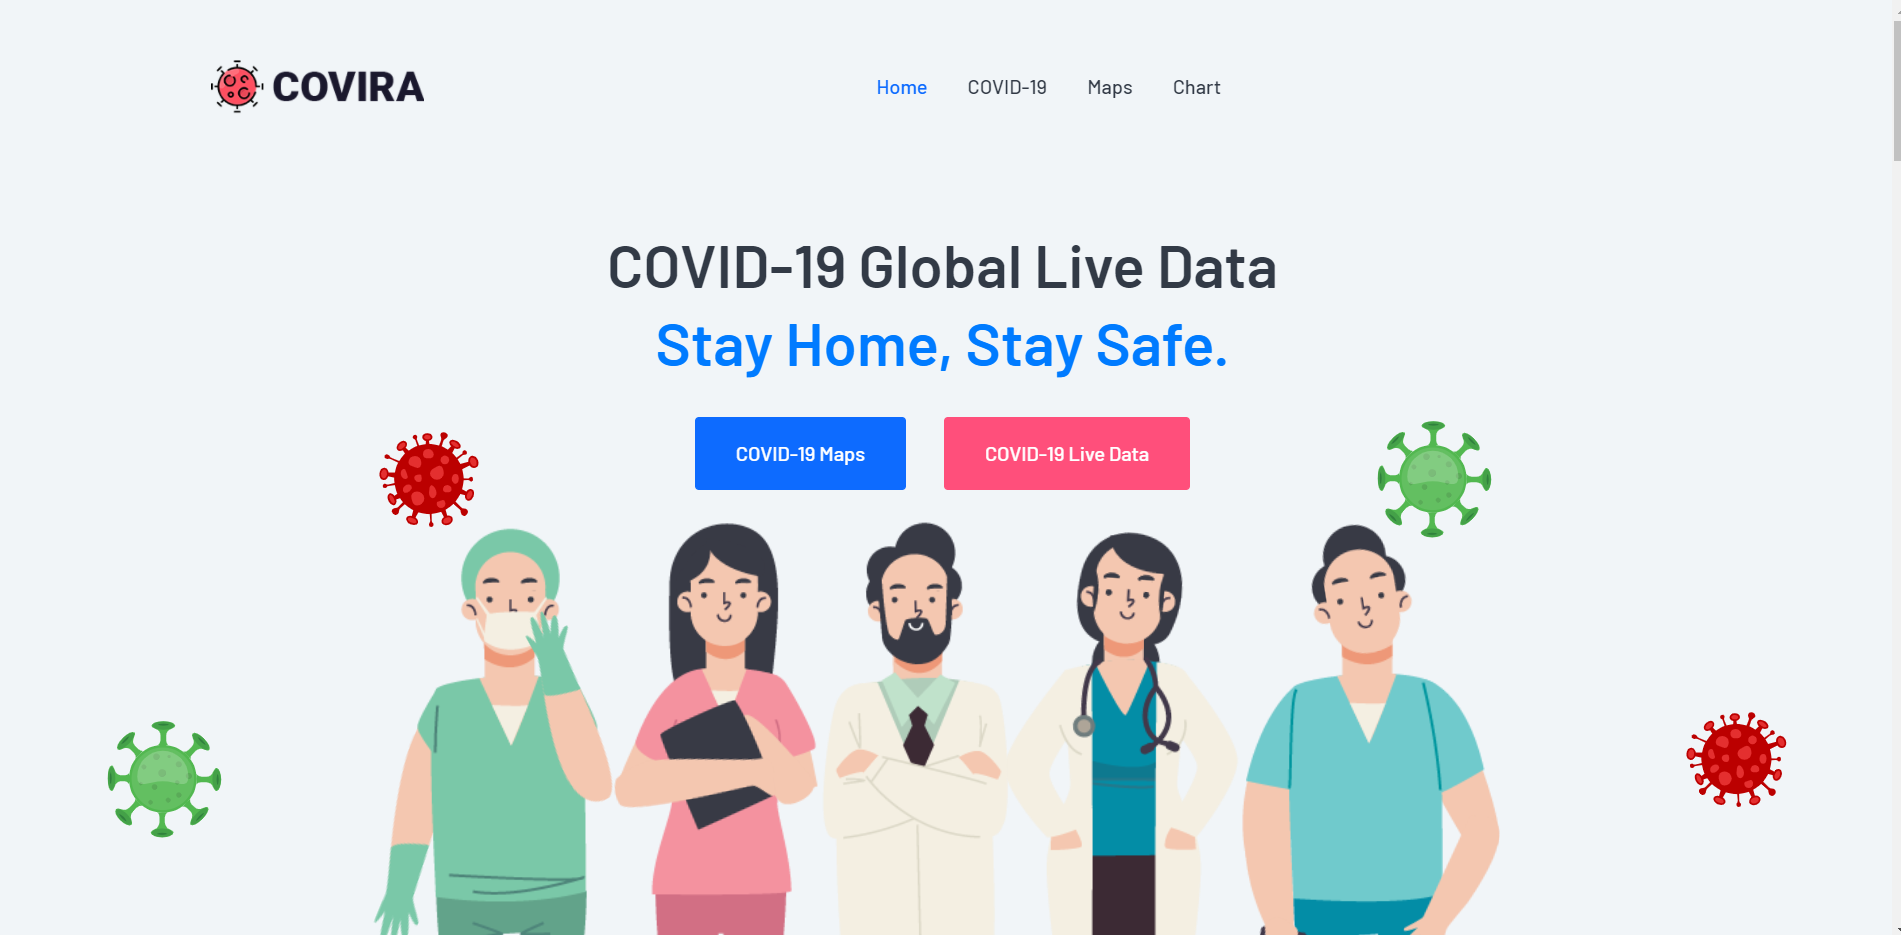 COVIRA
Home COVID-19 Maps Chart
COVID-19 Global Live Data
Stay Home, Stay Safe.
COVID-19 Maps COVID-19 Live Data